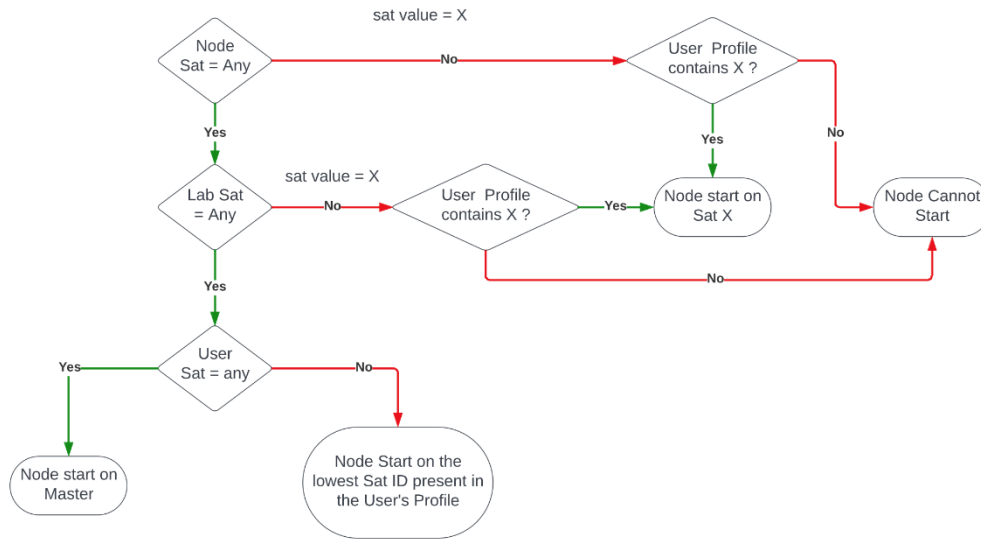 sat value = X
Node
Sat = Any
No
User Profile
contains X ?
Yes
Yes
No
sat value = X
Lab Sat
= Any
No
User Profile
contains X ?
Yes
Node start on
Sat X
Node Cannot
Start
Yes
No
User
Sat = any
Yes
No
Node start on
Master
Node Start on the
lowest Sat ID present in
the User's Profile